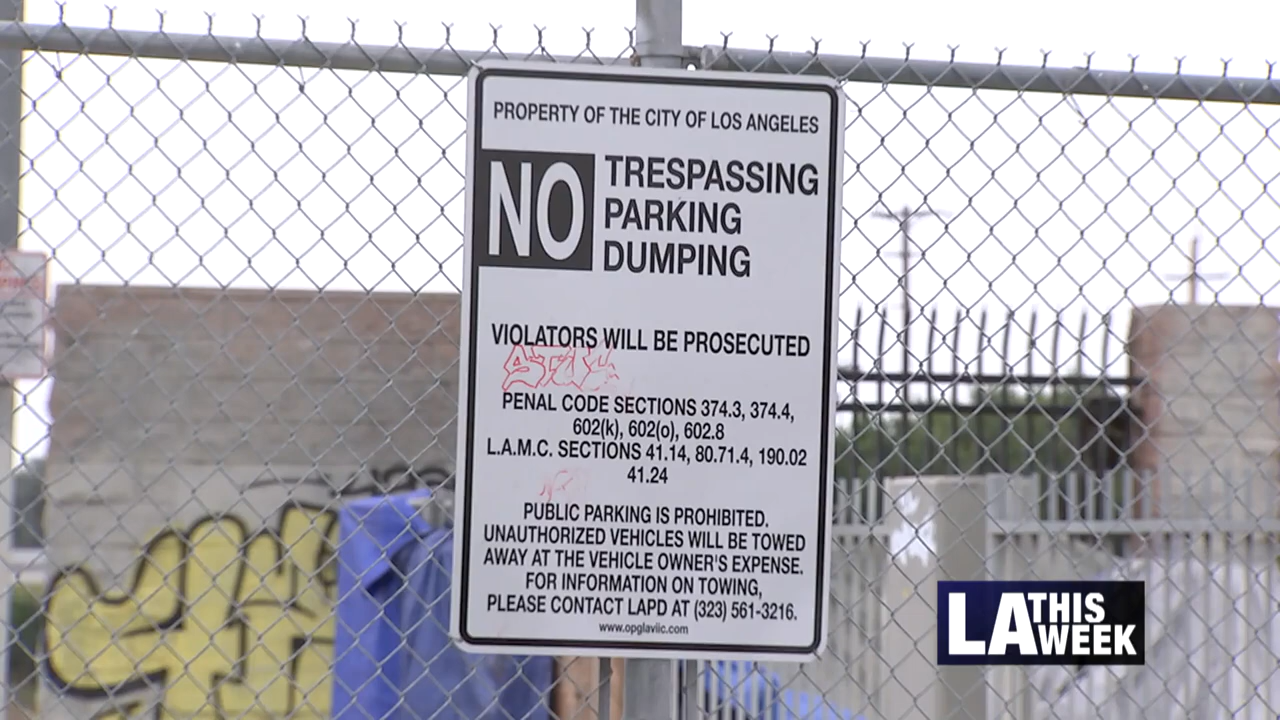 PROPERTY OF THE CITY OF LOS ANGELES
NO
TRESPASSING
PARKING
DUMPING
VIOLATORS WILL BE PROSECUTED
PENAL CODE SECTIONS 374.3, 374.4,
602(k), 602(o), 602.8
L.A.M.C. SECTIONS 41.14, 80.71.4, 190.02
41.24
PUBLIC PARKING IS PROHIBITED.
UNAUTHORIZED VEHICLES WILL BE TOWED
AWAY AT THE VEHICLE OWNER'S EXPENSE.
FOR INFORMATION ON TOWING,
PLEASE CONTACT LAPD AT (323) 561-3216.
www.opglaviic.com
LA THIS
WEEK